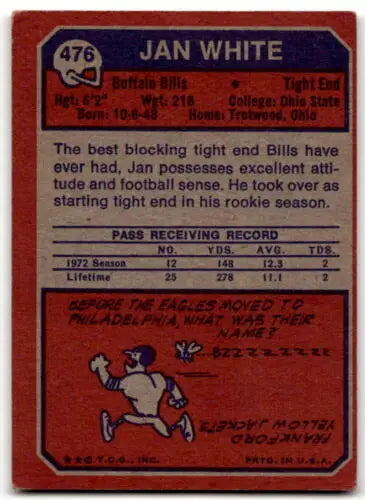 476
JAN WHITE
Buffalo Bills • Tight End
Hgt: 6'2" Wgt: 216 College: Ohio State
Born: 10-6-48 Home: Trotwood, Ohio
The best blocking tight end Bills have
ever had, Jan possesses excellent atti-
tude and football sense. He took over as
starting tight end in his rookie season.
PASS RECEIVING RECORD
NO. YDS. AVG. TDS
1972 Season 12 148 12.3 2
Lifetime 25 278 11.1 2
BEFORE THE EAGLES MOVED TO
PHILADELPHIA, WHAT WAS THEIR
NAME?
...BZZZZZZZZ
FRANKFORD
YELLOW JACKETS
★★© T.C.G., INC. PRTD. IN U.S.A.